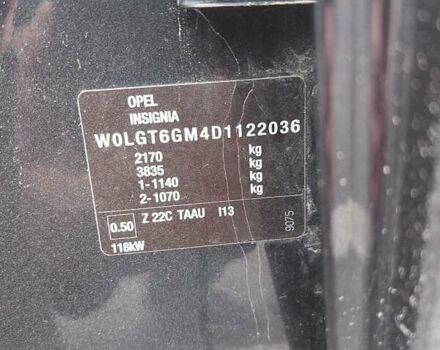 OPEL
INSIGNIA
W0LGT6GM4D1122036
2170 kg
3835 kg
1-1140 kg
2-1070 kg
0.50 Z 22C TAAU I13
118kW
9075